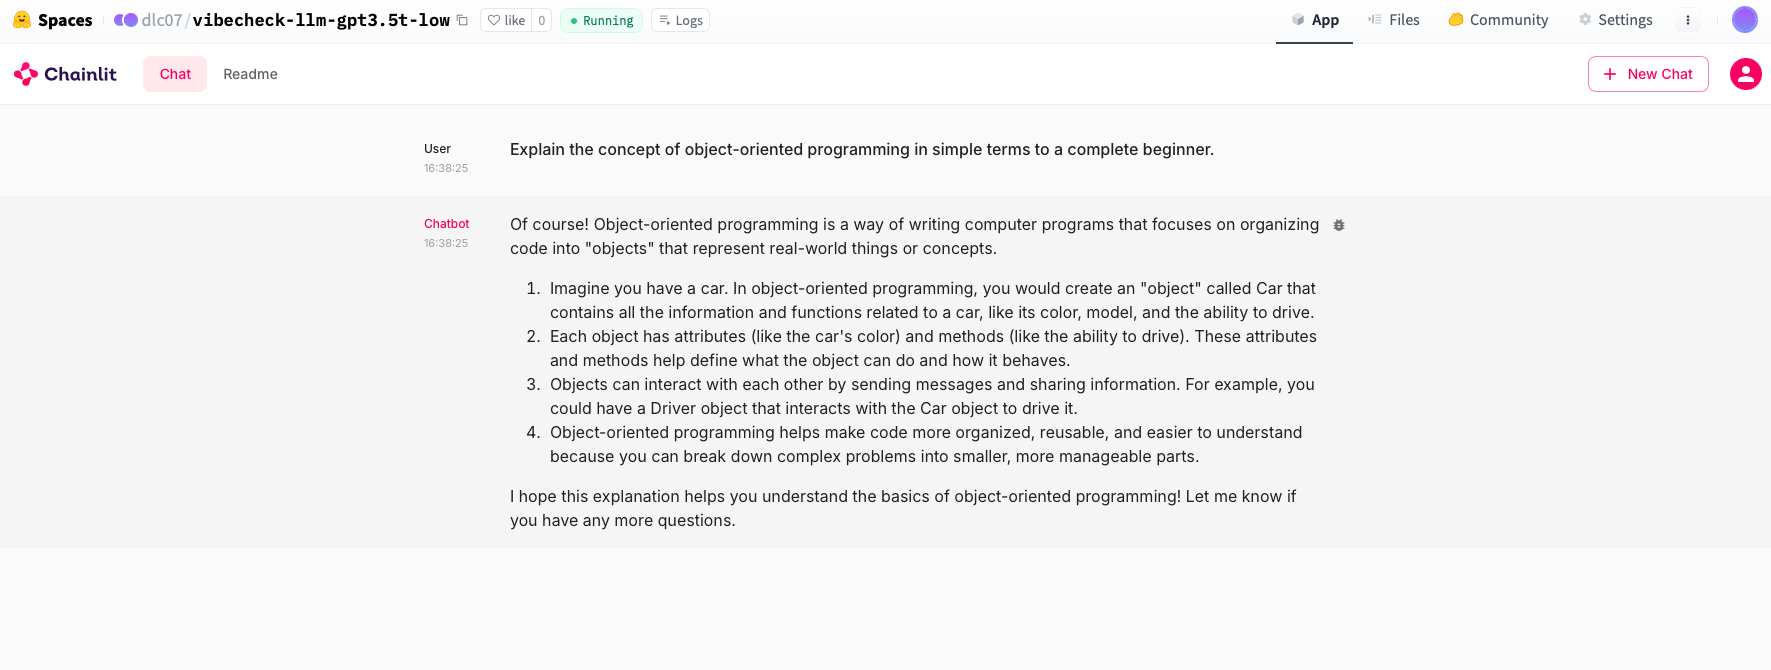 Spaces dlc07/vibecheck-llm-gpt3.5t-low like 0 Running Logs App Files Community Settings
Chainlit Chat Readme New Chat
User
16:38:25
Explain the concept of object-oriented programming in simple terms to a complete beginner.
Chatbot
16:38:25
Of course! Object-oriented programming is a way of writing computer programs that focuses on organizing
code into "objects" that represent real-world things or concepts.
1. Imagine you have a car. In object-oriented programming, you would create an "object" called Car that
contains all the information and functions related to a car, like its color, model, and the ability to drive.
2. Each object has attributes (like the car's color) and methods (like the ability to drive). These attributes
and methods help define what the object can do and how it behaves.
3. Objects can interact with each other by sending messages and sharing information. For example, you
could have a Driver object that interacts with the Car object to drive it.
4. Object-oriented programming helps make code more organized, reusable, and easier to understand
because you can break down complex problems into smaller, more manageable parts.
I hope this explanation helps you understand the basics of object-oriented programming! Let me know if
you have any more questions.